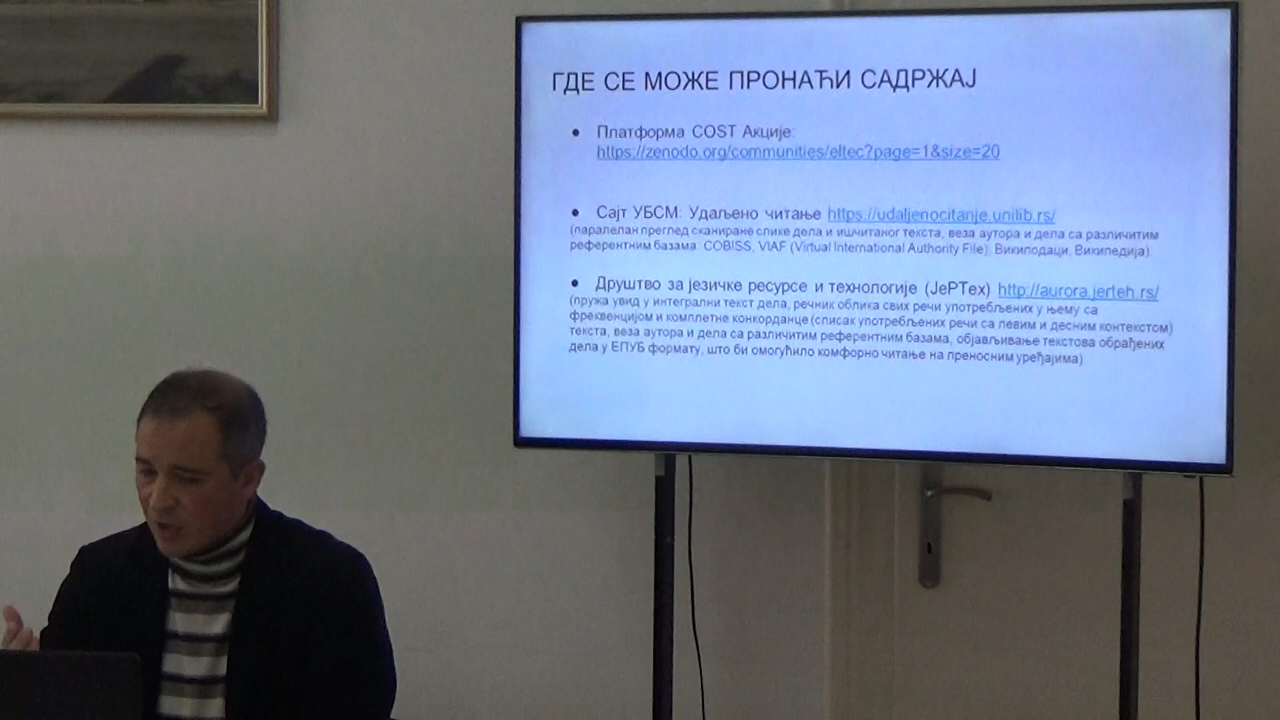 ГДЕ СЕ МОЖЕ ПРОНАЋИ САДРЖАЈ
● Платформа COST Акције:
https://zenodo.org/communities/eltec?page=1&size=20
● Сајт УБСМ: Удаљено читање https://udaljenocitanje.unilib.rs/
(паралелан преглед сканиране слике дела и ишчитаног текста, веза аутора и дела са различитим
референтним базама: COBISS, VIAF (Virtual International Authority File), Википодаци, Википедија)
● Друштво за језичке ресурсе и технологије (ЈеРТех) http://aurora.jerteh.rs/
(пружа увид у интегрални текст дела, речник облика свих речи употребљених у њему са
фреквенцијом и комплетне конкорданце (списак употребљених речи са левим и десним контекстом)
текста, веза аутора и дела са различитим референтним базама, објављивање текстова обрађених
дела у ЕПУБ формату, што би омогућило комфорно читање на преносним уређајима)